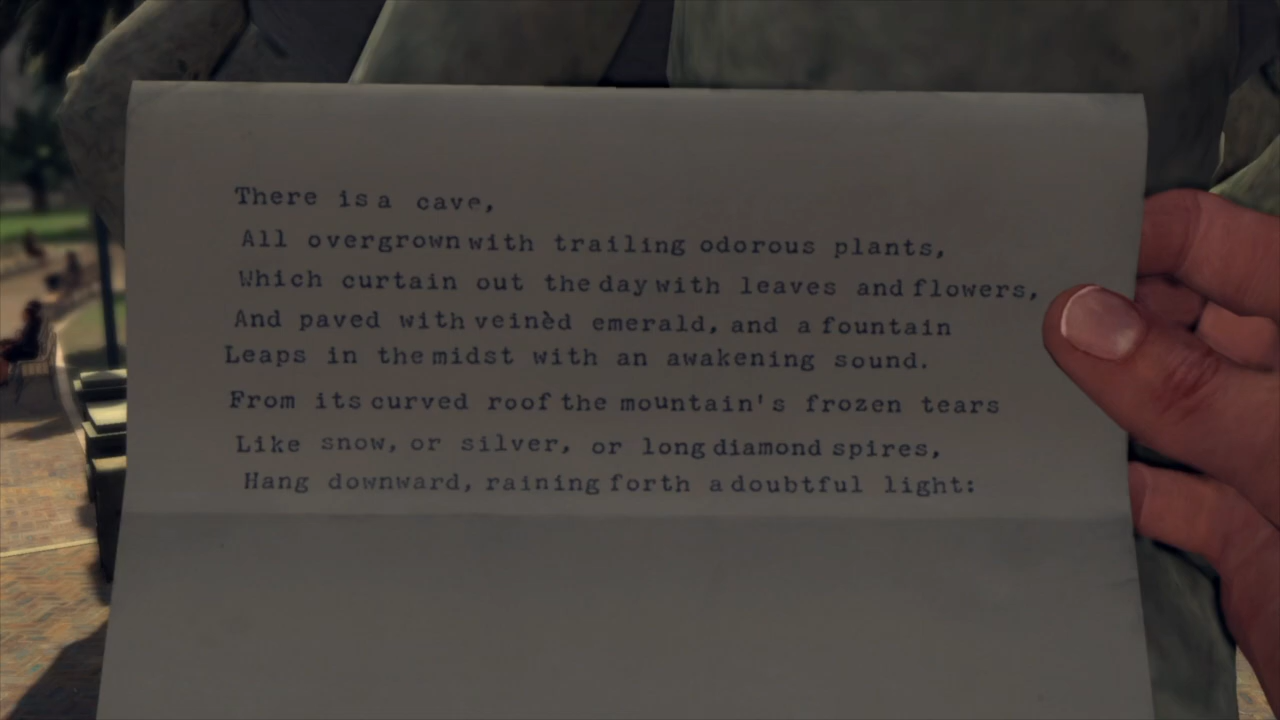 There is a cave,
All overgrown with trailing odorous plants,
Which curtain out the day with leaves and flowers,
And paved with veinèd emerald, and a fountain
Leaps in the midst with an awakening sound.
From its curved roof the mountain's frozen tears
Like snow, or silver, or long diamond spires,
Hang downward, raining forth a doubtful light: